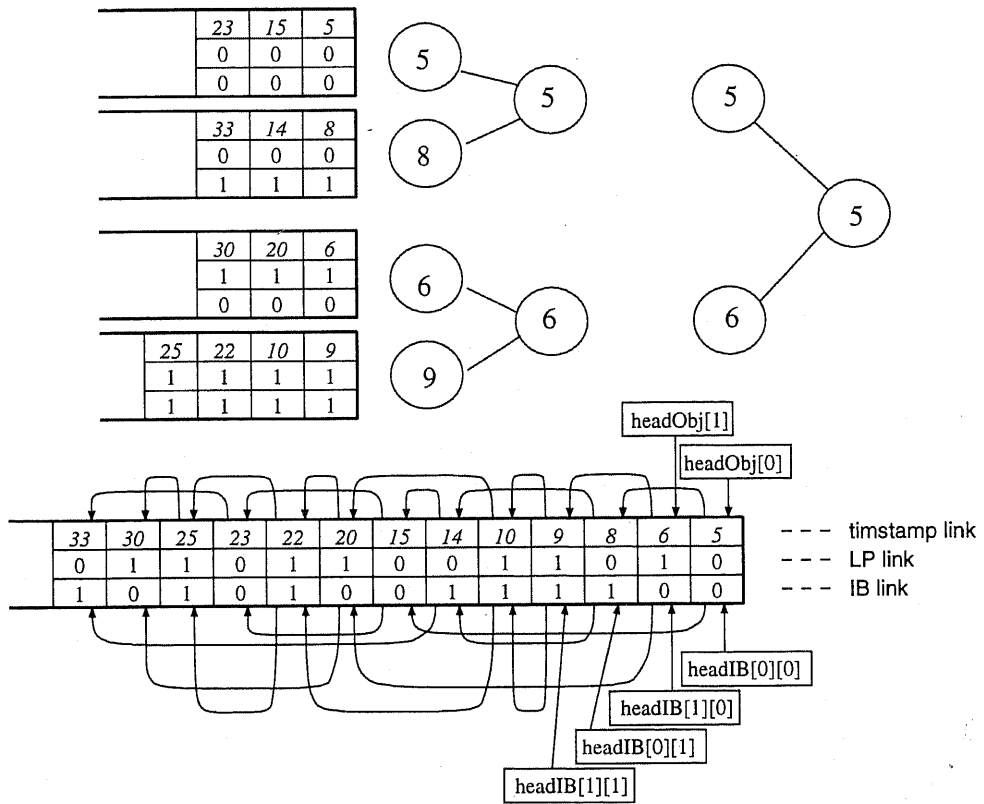 23 15 5
0 0 0
0 0 0
33 14 8
0 0 0
1 1 1
5
8
5
5
6
5
30 20 6
1 1 1
0 0 0
25 22 10 9
1 1 1 1
1 1 1 1
6
9
6
headObj[1]
headObj[0]
33 30 25 23 22 20 15 14 10 9 8 6 5
0 1 1 0 1 1 0 0 1 1 0 1 0
1 0 1 0 1 0 0 1 1 1 1 0 0
--- timstamp link
--- LP link
--- IB link
headIB[0][0]
headIB[1][0]
headIB[0][1]
headIB[1][1]